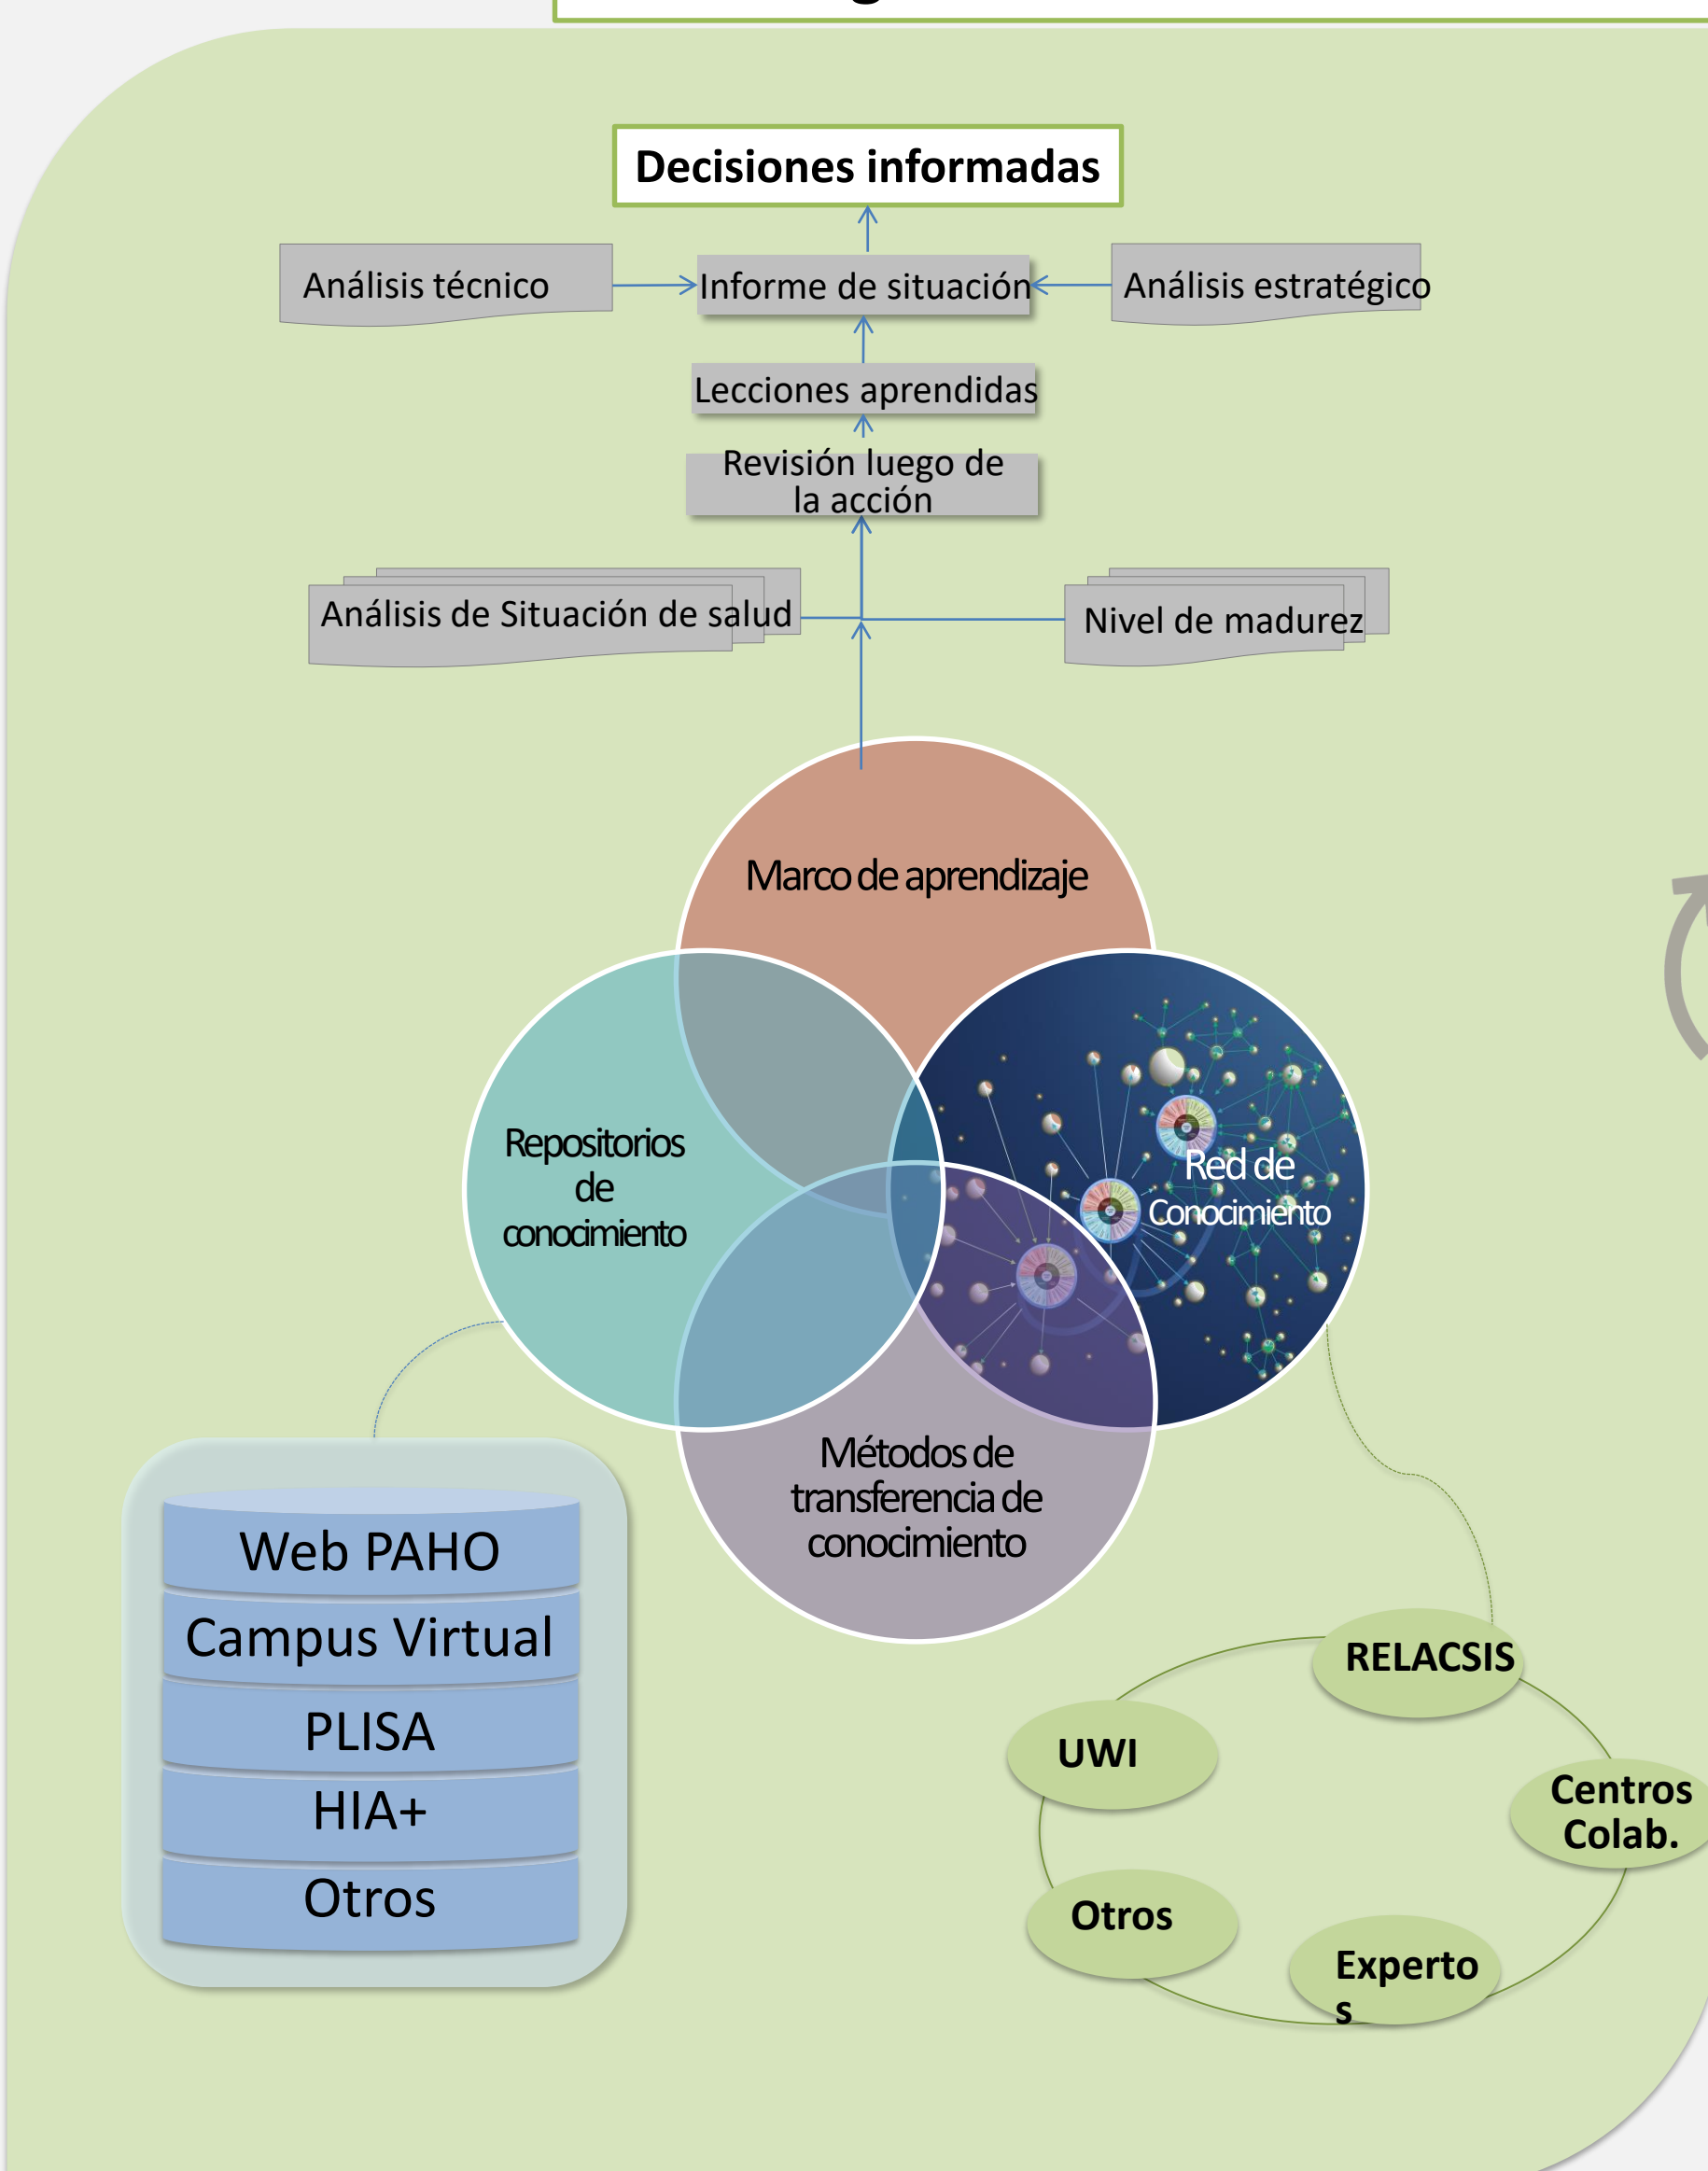 Decisiones informadas
Análisis técnico
Informe de situación
Análisis estratégico
Lecciones aprendidas
Revisión luego de
la acción
Análisis de Situación de salud
Nivel de madurez
Marco de aprendizaje
Repositorios
de
conocimiento
Red de
Conocimiento
Métodos de
transferencia de
conocimiento
Web PAHO
Campus Virtual
PLISA
HIA+
Otros
RELACSIS
UWI
Centros
Colab.
Otros
Experto
s